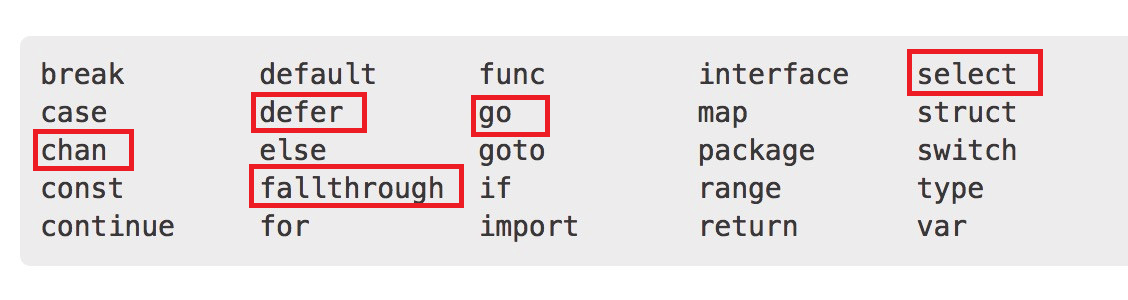 break default func interface select
case defer go map struct
chan else goto package switch
const fallthrough if range type
continue for import return var